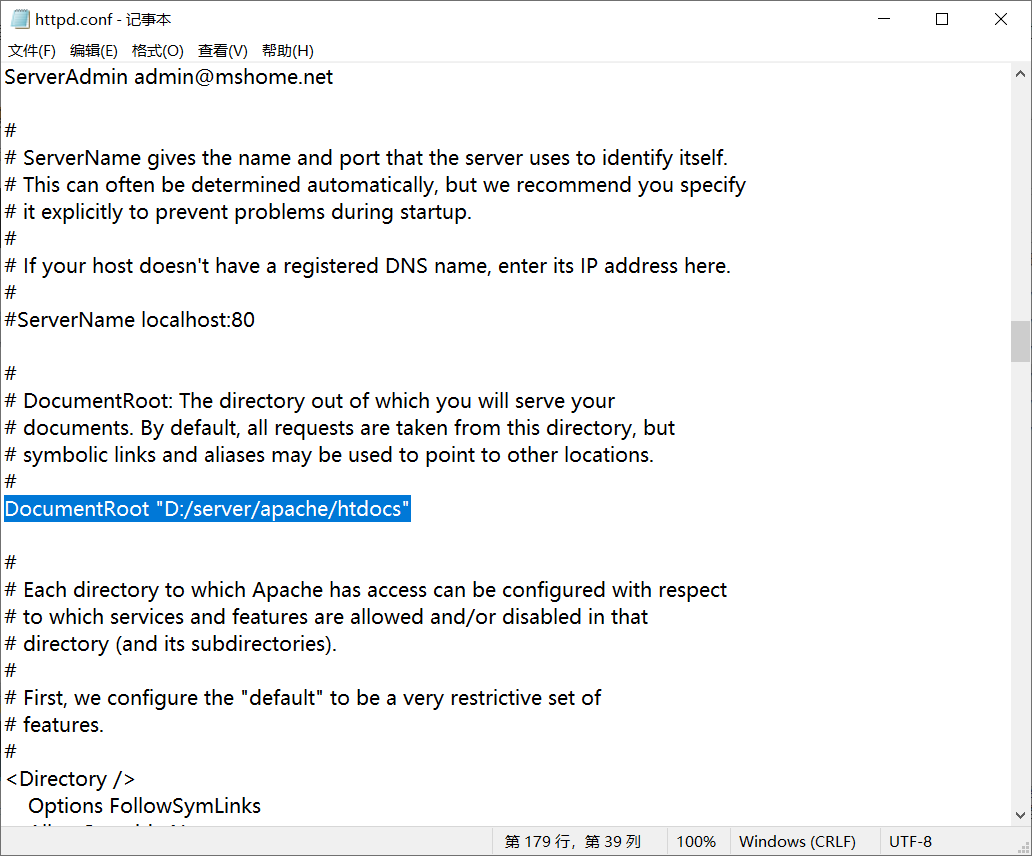 httpd.conf - 记事本
文件(F) 编辑(E) 格式(O) 查看(V) 帮助(H)
ServerAdmin admin@mshome.net
#
# ServerName gives the name and port that the server uses to identify itself.
# This can often be determined automatically, but we recommend you specify
# it explicitly to prevent problems during startup.
#
# If your host doesn't have a registered DNS name, enter its IP address here.
#
#ServerName localhost:80
#
# DocumentRoot: The directory out of which you will serve your
# documents. By default, all requests are taken from this directory, but
# symbolic links and aliases may be used to point to other locations.
#
DocumentRoot "D:/server/apache/htdocs"
#
# Each directory to which Apache has access can be configured with respect
# to which services and features are allowed and/or disabled in that
# directory (and its subdirectories).
#
# First, we configure the "default" to be a very restrictive set of
# features.
#
<Directory />
    Options FollowSymLinks
第 179 行，第 39 列 100% Windows (CRLF) UTF-8